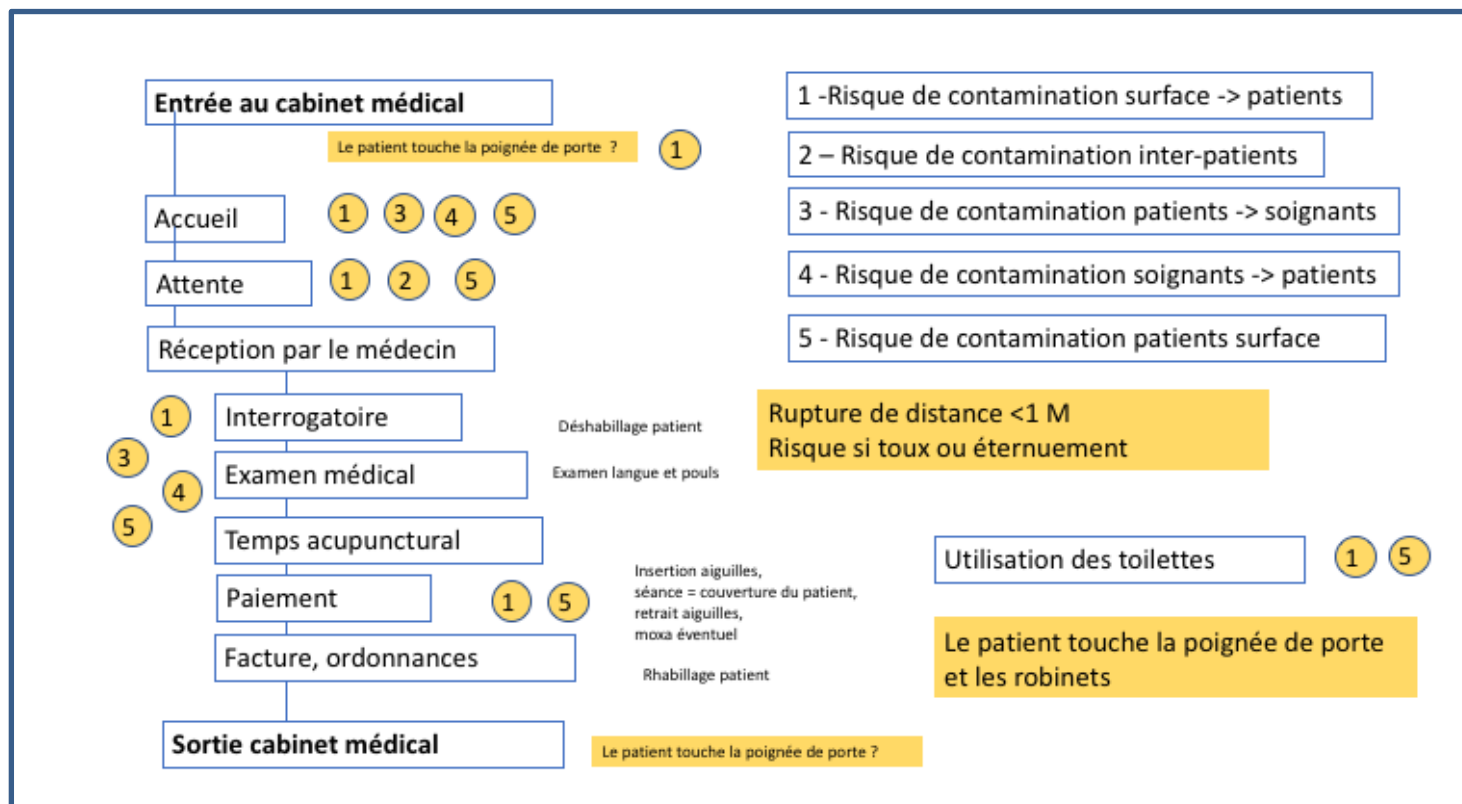 Entrée au cabinet médical
Le patient touche la poignée de porte ?
1
Accueil
1 3 4 5
Attente
1 2 5
Réception par le médecin
1
3
4
5
Interrogatoire
Déshabillage patient
Examen médical
Examen langue et pouls
Temps acupunctural
Insertion aiguilles,
séance = couverture du patient,
retrait aiguilles,
moxa éventuel
Paiement
1 5
Facture, ordonnances
Rhabillage patient
Sortie cabinet médical
Le patient touche la poignée de porte ?
1 -Risque de contamination surface -> patients
2 – Risque de contamination inter-patients
3 - Risque de contamination patients -> soignants
4 - Risque de contamination soignants -> patients
5 - Risque de contamination patients surface
Rupture de distance <1 M
Risque si toux ou éternuement
Utilisation des toilettes
1 5
Le patient touche la poignée de porte
et les robinets